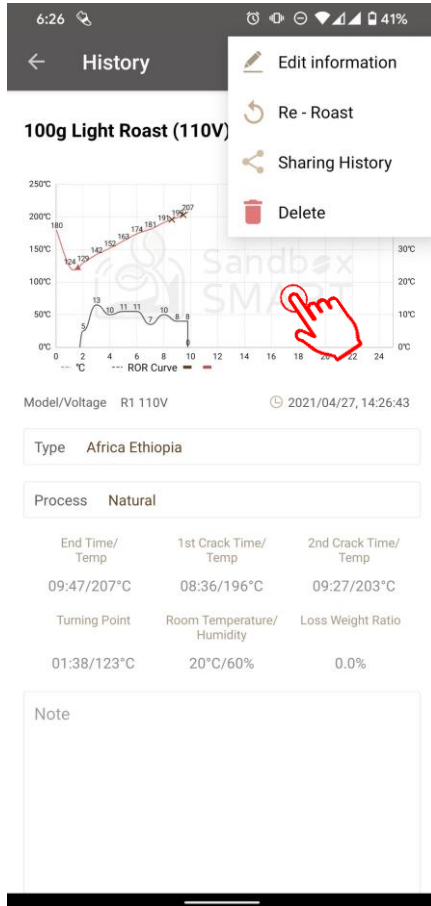 6:26
41%
History
Edit information
Re - Roast
Sharing History
Delete
100g Light Roast (110V)
250℃
200℃
150℃
100℃
50℃
0℃
30℃
20℃
10℃
0℃
180
124
129
142
152
163
174
181
191
195
207
5
13
10
11
11
7
10
8
8
0
Sandbox
SMART
0 2 4 6 8 10 12 14 16 18 20 22 24
-- ℃ --- ROR Curve
Model/Voltage R1 110V 2021/04/27, 14:26:43
Type Africa Ethiopia
Process Natural
End Time/ 1st Crack Time/ 2nd Crack Time/
Temp Temp Temp
09:47/207°C 08:36/196°C 09:27/203°C
Turning Point Room Temperature/ Loss Weight Ratio
Humidity
01:38/123°C 20°C/60% 0.0%
Note